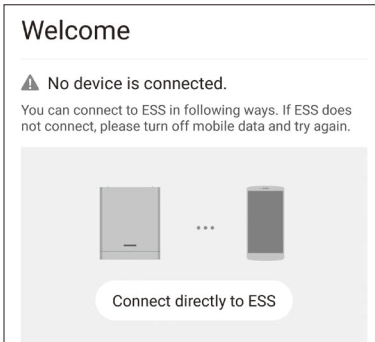 Welcome
No device is connected.
You can connect to ESS in following ways. If ESS does
not connect, please turn off mobile data and try again.
Connect directly to ESS